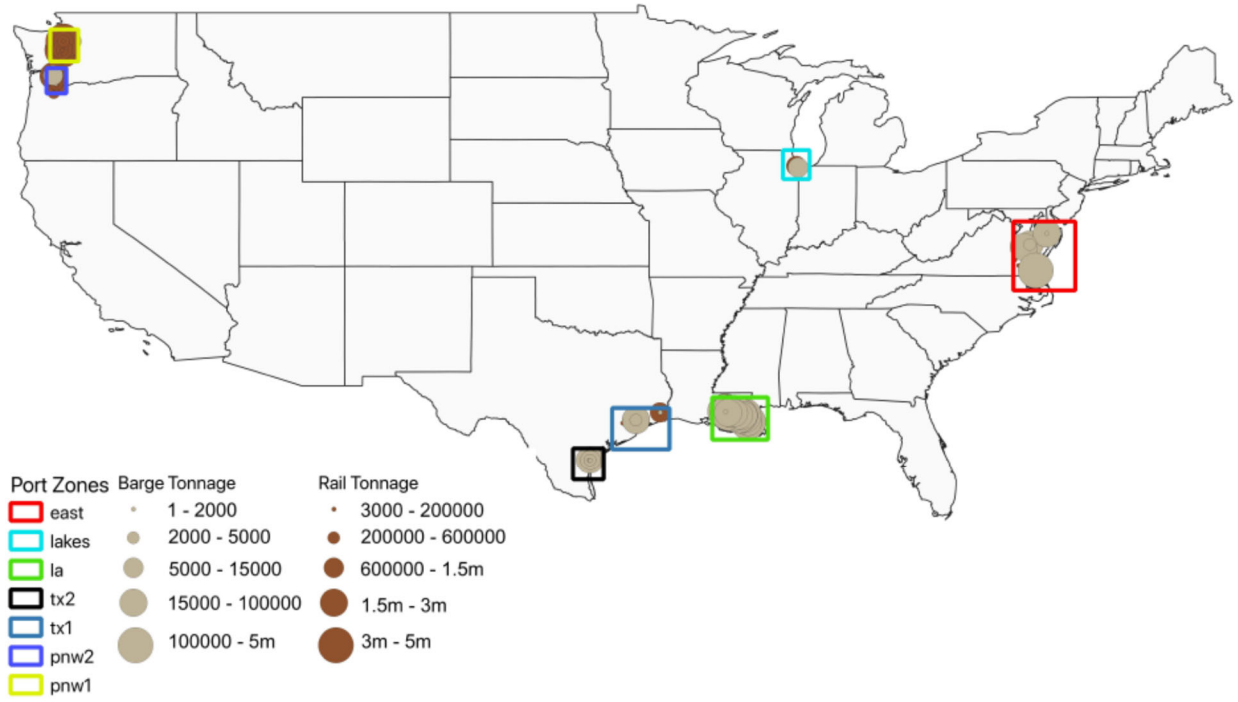 Port Zones Barge Tonnage Rail Tonnage
east 1 - 2000 3000 - 200000
lakes 2000 - 5000 200000 - 600000
la 5000 - 15000 600000 - 1.5m
tx2 15000 - 100000 1.5m - 3m
tx1 100000 - 5m 3m - 5m
pnw2
pnw1